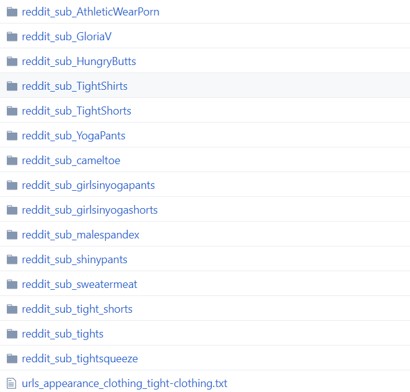 reddit_sub_AthleticWearPorn
reddit_sub_GloriaV
reddit_sub_HungryButts
reddit_sub_TightShirts
reddit_sub_TightShorts
reddit_sub_YogaPants
reddit_sub_cameltoe
reddit_sub_girlsinyogapants
reddit_sub_girlsinyogashorts
reddit_sub_malespandex
reddit_sub_shinypants
reddit_sub_sweatermeat
reddit_sub_tight_shorts
reddit_sub_tights
reddit_sub_tightsqueeze
urls_appearance_clothing_tight-clothing.txt